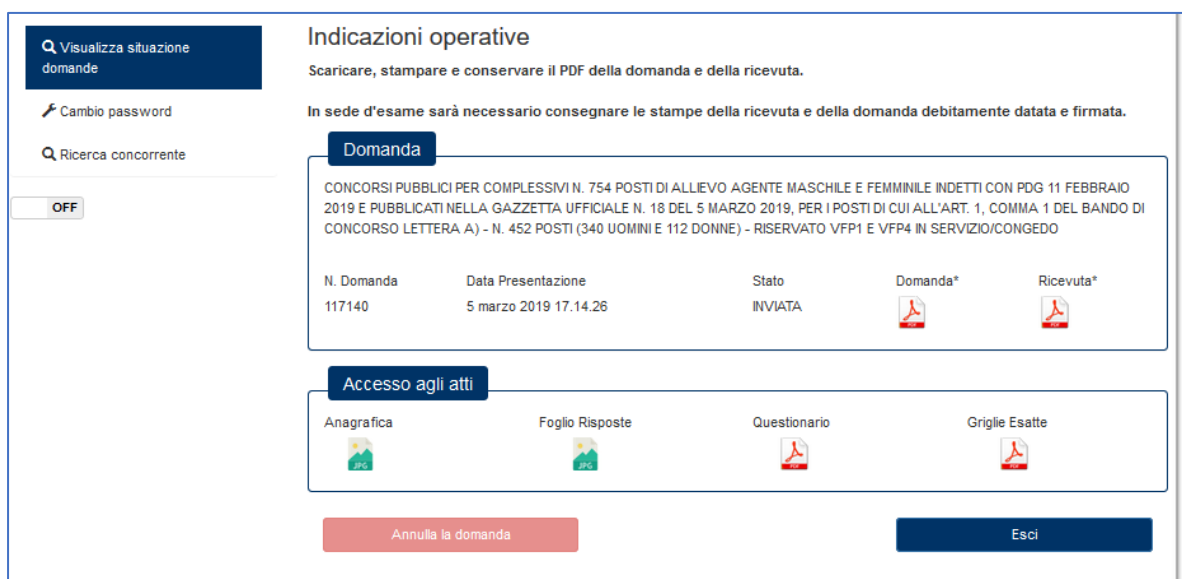 Visualizza situazione
domande
Cambio password
Ricerca concorrente
OFF
Indicazioni operative
Scaricare, stampare e conservare il PDF della domanda e della ricevuta.
In sede d'esame sarà necessario consegnare le stampe della ricevuta e della domanda debitamente datata e firmata.
Domanda
CONCORSI PUBBLICI PER COMPLESSIVI N. 754 POSTI DI ALLIEVO AGENTE MASCHILE E FEMMINILE INDETTI CON PDG 11 FEBBRAIO
2019 E PUBBLICATI NELLA GAZZETTA UFFICIALE N. 18 DEL 5 MARZO 2019, PER I POSTI DI CUI ALL'ART. 1, COMMA 1 DEL BANDO DI
CONCORSO LETTERA A) - N. 452 POSTI (340 UOMINI E 112 DONNE) - RISERVATO VFP1 E VFP4 IN SERVIZIO/CONGEDO
N. Domanda Data Presentazione Stato Domanda* Ricevuta*
117140 5 marzo 2019 17.14.26 INVIATA
PDF PDF
Accesso agli atti
Anagrafica Foglio Risposte Questionario Griglie Esatte
JPG JPG PDF PDF
Annulla la domanda Esci